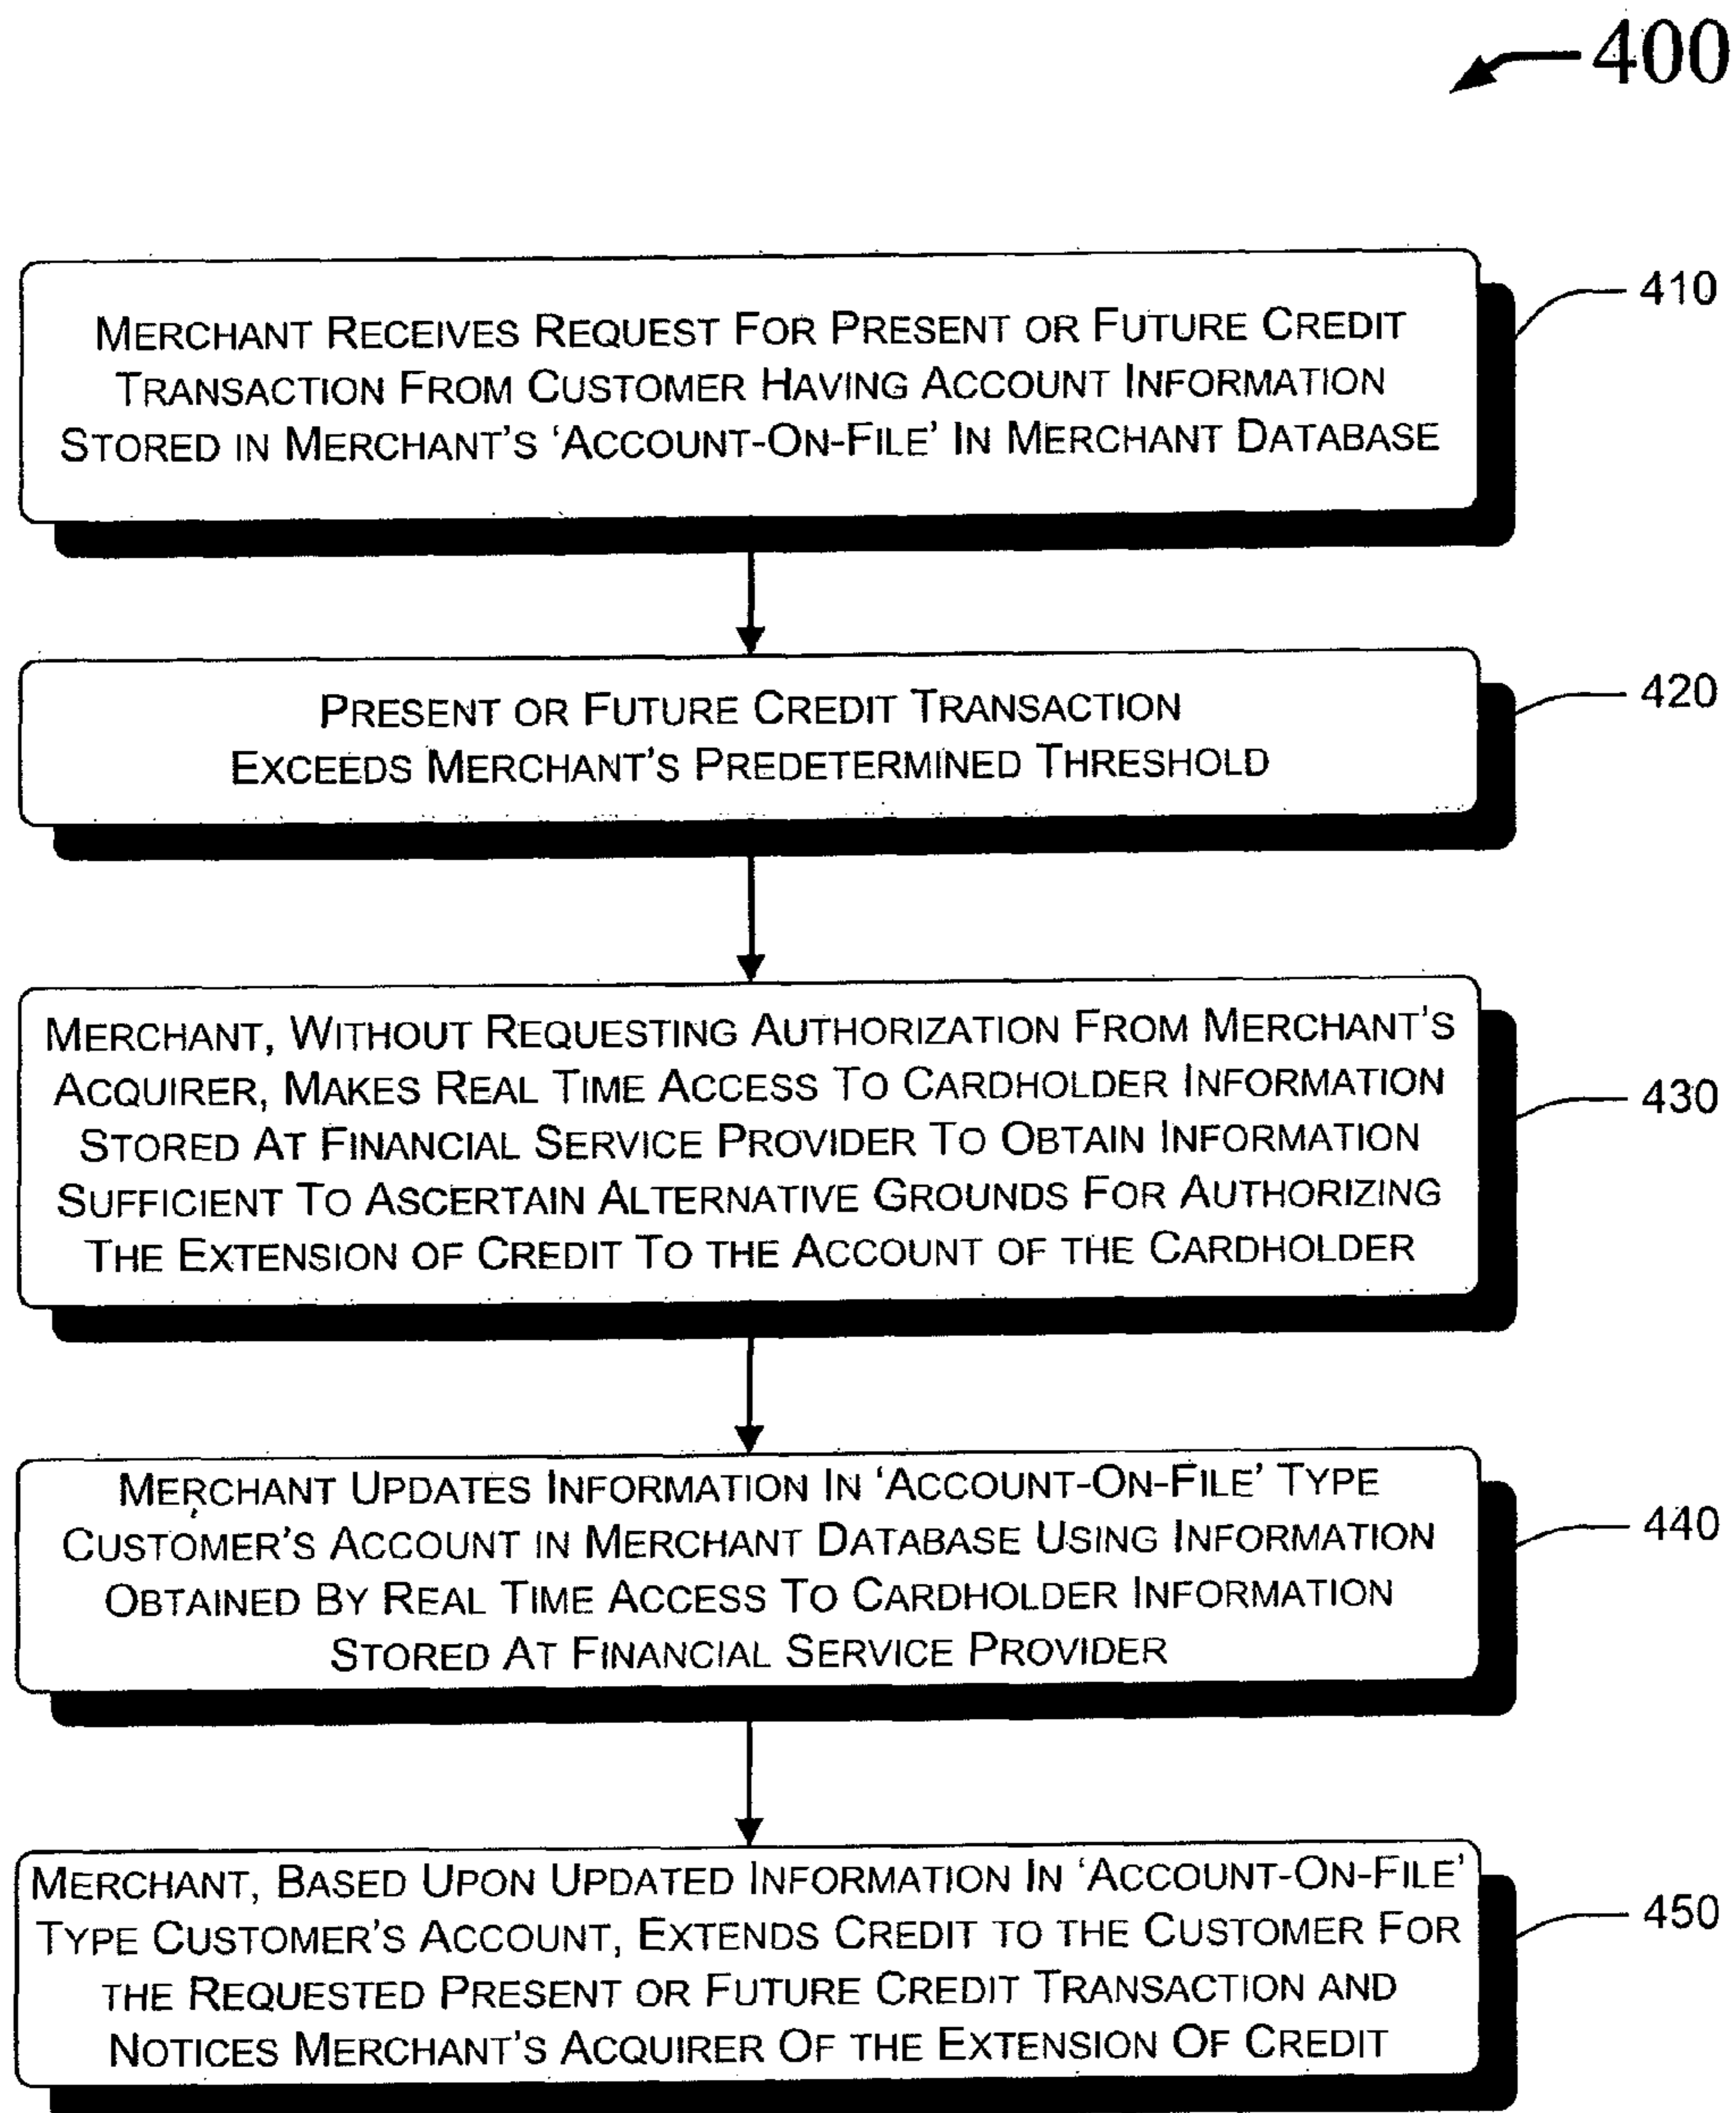 400
MERCHANT RECEIVES REQUEST FOR PRESENT OR FUTURE CREDIT
TRANSACTION FROM CUSTOMER HAVING ACCOUNT INFORMATION
STORED IN MERCHANT'S 'ACCOUNT-ON-FILE' IN MERCHANT DATABASE
410
PRESENT OR FUTURE CREDIT TRANSACTION
EXCEEDS MERCHANT'S PREDETERMINED THRESHOLD
420
MERCHANT, WITHOUT REQUESTING AUTHORIZATION FROM MERCHANT'S
ACQUIRER, MAKES REAL TIME ACCESS TO CARDHOLDER INFORMATION
STORED AT FINANCIAL SERVICE PROVIDER TO OBTAIN INFORMATION
SUFFICIENT TO ASCERTAIN ALTERNATIVE GROUNDS FOR AUTHORIZING
THE EXTENSION OF CREDIT TO THE ACCOUNT OF THE CARDHOLDER
430
MERCHANT UPDATES INFORMATION IN 'ACCOUNT-ON-FILE' TYPE
CUSTOMER'S ACCOUNT IN MERCHANT DATABASE USING INFORMATION
OBTAINED BY REAL TIME ACCESS TO CARDHOLDER INFORMATION
STORED AT FINANCIAL SERVICE PROVIDER
440
MERCHANT, BASED UPON UPDATED INFORMATION IN 'ACCOUNT-ON-FILE'
TYPE CUSTOMER'S ACCOUNT, EXTENDS CREDIT TO THE CUSTOMER FOR
THE REQUESTED PRESENT OR FUTURE CREDIT TRANSACTION AND
NOTICES MERCHANT'S ACQUIRER OF THE EXTENSION OF CREDIT
450